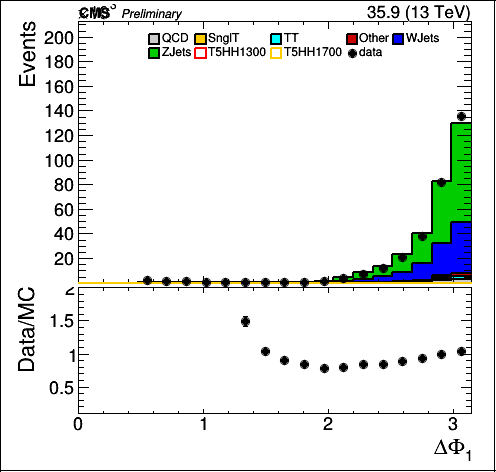 CMS Preliminary 35.9 (13 TeV)
Events
QCD SnglT TT Other WJets
ZJets T5HH1300 T5HH1700 data
200
180
160
140
120
100
80
60
40
20
Data/MC
2
1.5
1
0.5
0 1 2 3
ΔΦ1